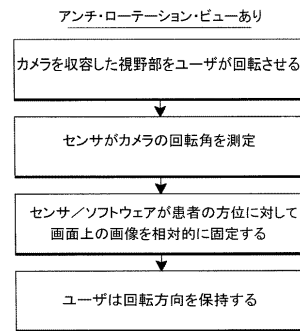 アンチ・ローテーション・ビューあり
カメラを収容した視野部をユーザが回転させる
センサがカメラの回転角を測定
センサ／ソフトウェアが患者の方位に対して
画面上の画像を相対的に固定する
ユーザは回転方向を保持する